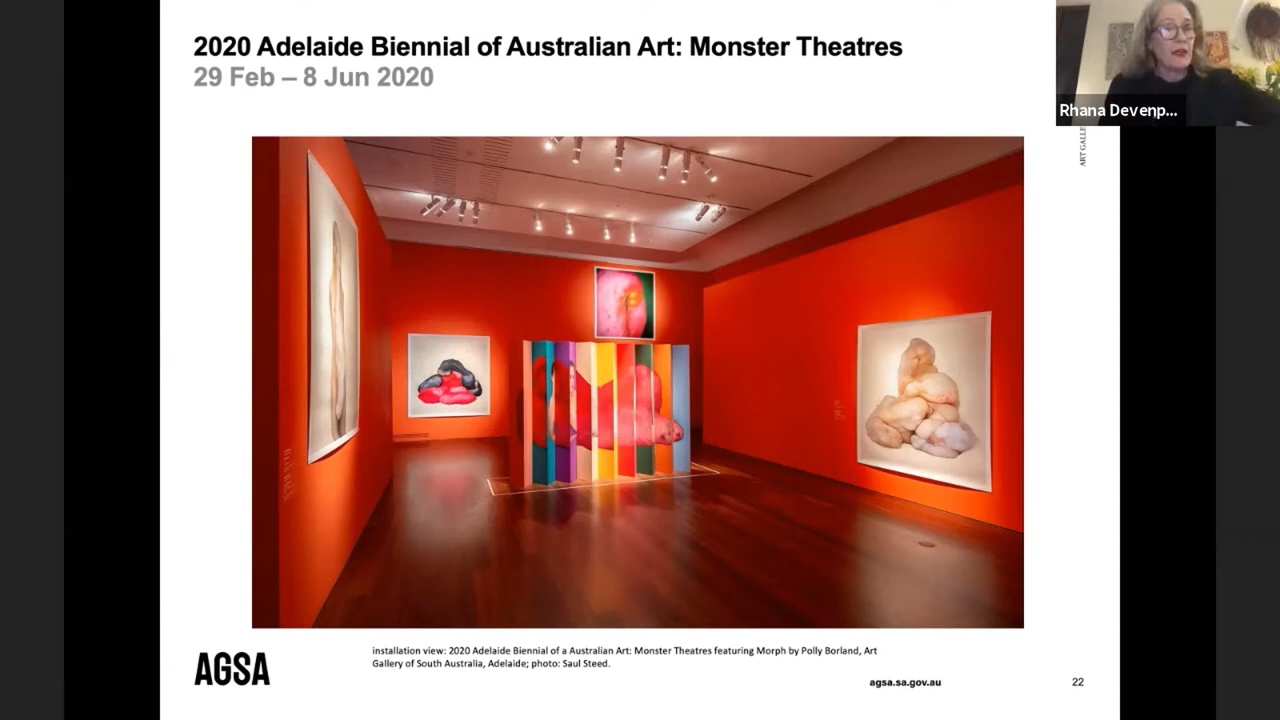 2020 Adelaide Biennial of Australian Art: Monster Theatres
29 Feb – 8 Jun 2020
Rhana Devenp...
ART GALLE
installation view: 2020 Adelaide Biennial of a Australian Art: Monster Theatres featuring Morph by Polly Borland, Art
Gallery of South Australia, Adelaide; photo: Saul Steed.
AGSA
agsa.sa.gov.au
22